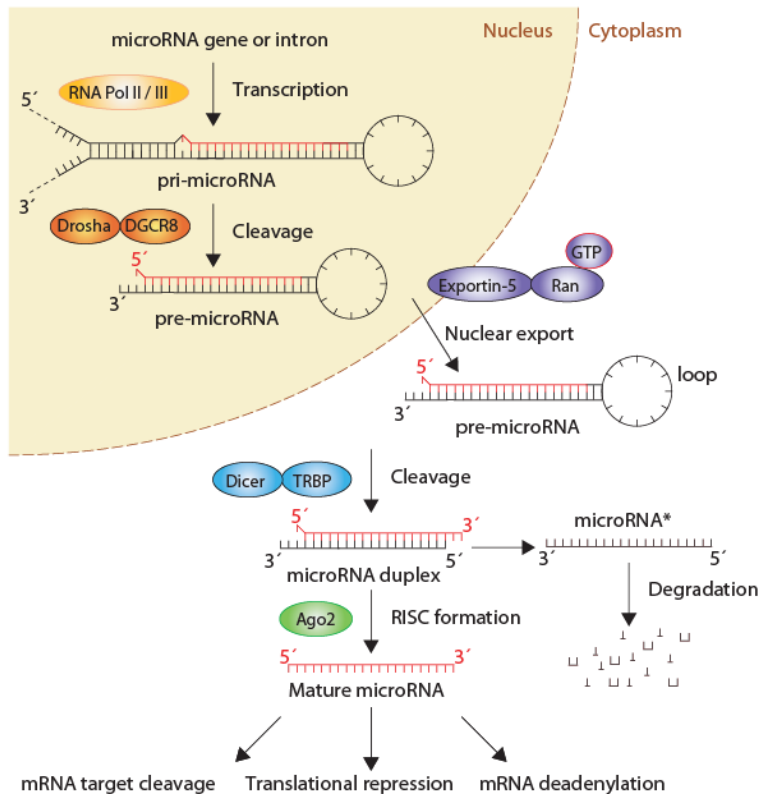 microRNA gene or intron
Nucleus
Cytoplasm
RNA Pol II / III
Transcription
5´
3´
pri-microRNA
Drosha
DGCR8
Cleavage
5´
3´
pre-microRNA
GTP
Exportin-5
Ran
Nuclear export
5´
3´
loop
pre-microRNA
Dicer
TRBP
Cleavage
5´
3´
3´
5´
microRNA duplex
microRNA*
3´
5´
Degradation
Ago2
RISC formation
5´
3´
Mature microRNA
mRNA target cleavage
Translational repression
mRNA deadenylation